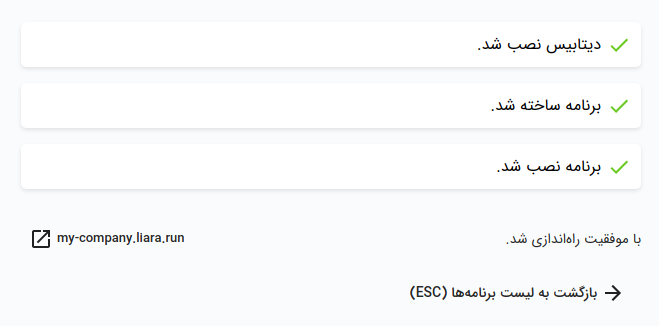 دیتابیس نصب شد.
برنامه ساخته شد.
برنامه نصب شد.
با موفقیت راه‌اندازی شد. my-company.liara.run
بازگشت به لیست برنامه‌ها (ESC)